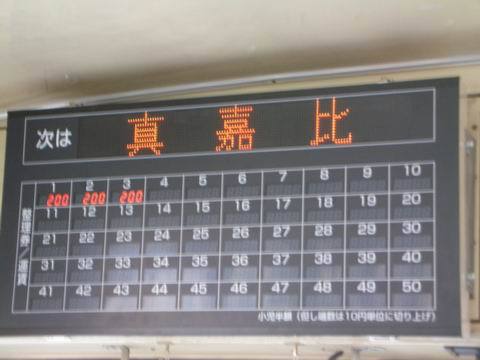 次は 真嘉比
整理券/運賃
1 2 3 4 5 6 7 8 9 10
200 200 200
11 12 13 14 15 16 17 18 19 20
21 22 23 24 25 26 27 28 29 30
31 32 33 34 35 36 37 38 39 40
41 42 43 44 45 46 47 48 49 50
小児半額(但し端数は10円単位に切り上げ)